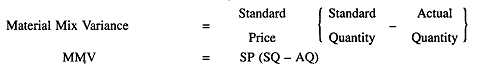 Standard Standard Actual
Material Mix Variance = { – }
Price Quantity Quantity
MMV = SP (SQ – AQ)